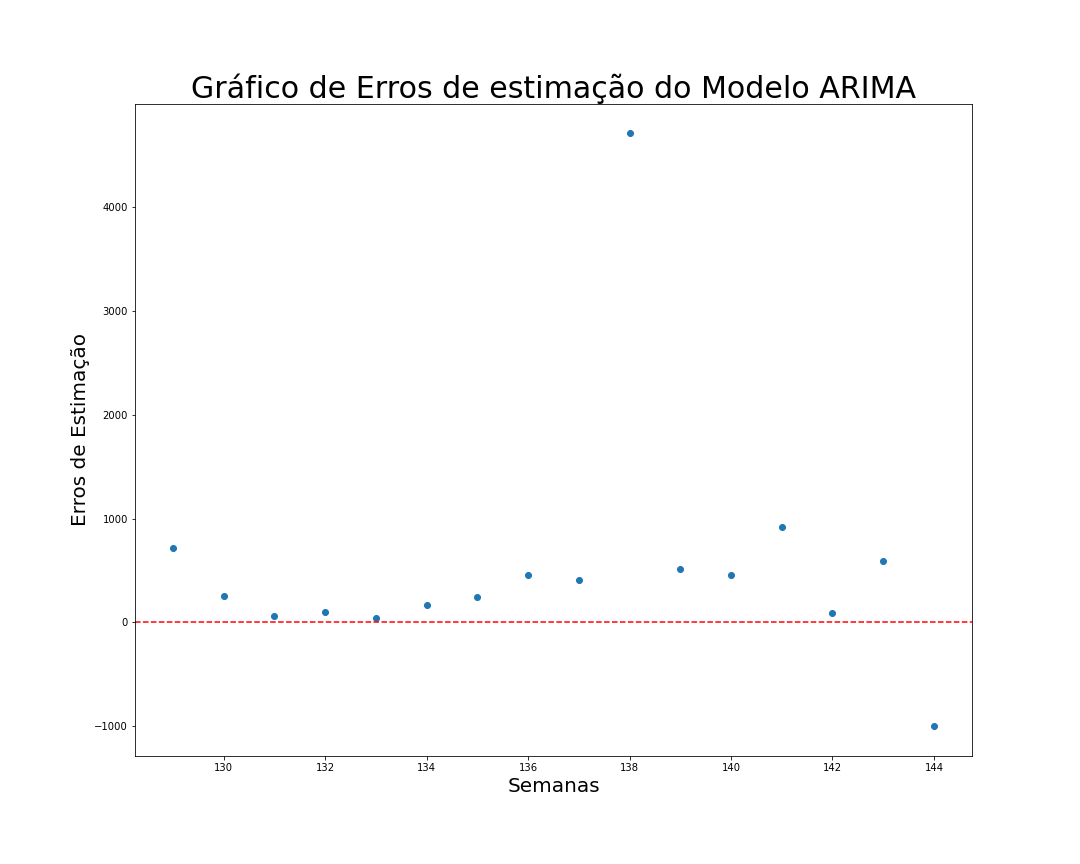 Gráfico de Erros de estimação do Modelo ARIMA
Erros de Estimação
4000
3000
2000
1000
0
−1000
130 132 134 136 138 140 142 144
Semanas